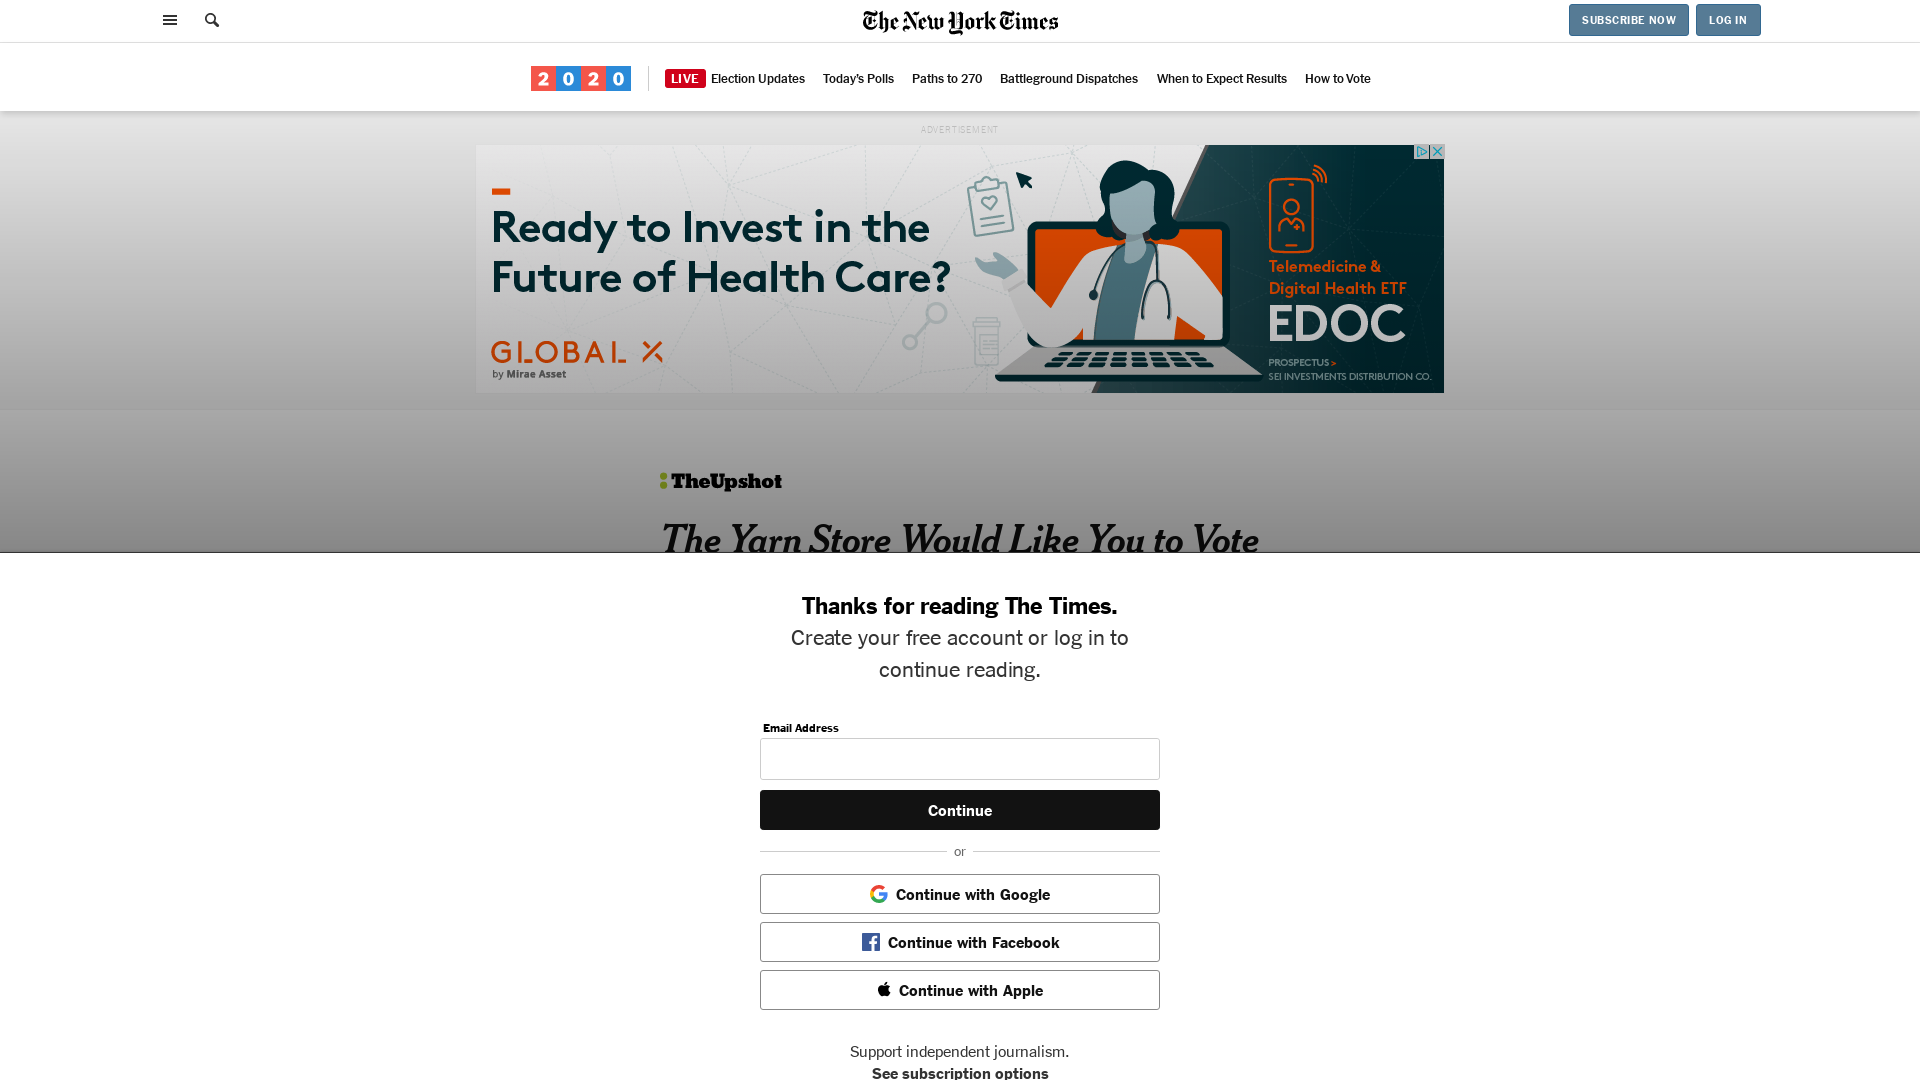 The New York Times
SUBSCRIBE NOW
LOG IN
2020
LIVE Election Updates
Today's Polls
Paths to 270
Battleground Dispatches
When to Expect Results
How to Vote
ADVERTISEMENT
Ready to Invest in the
Future of Health Care?
GLOBAL X
by Mirae Asset
Telemedicine &
Digital Health ETF
EDOC
PROSPECTUS >
SEI INVESTMENTS DISTRIBUTION CO.
TheUpshot
The Yarn Store Would Like You to Vote
Thanks for reading The Times.
Create your free account or log in to
continue reading.
Email Address
Continue
or
Continue with Google
Continue with Facebook
Continue with Apple
Support independent journalism.
See subscription options